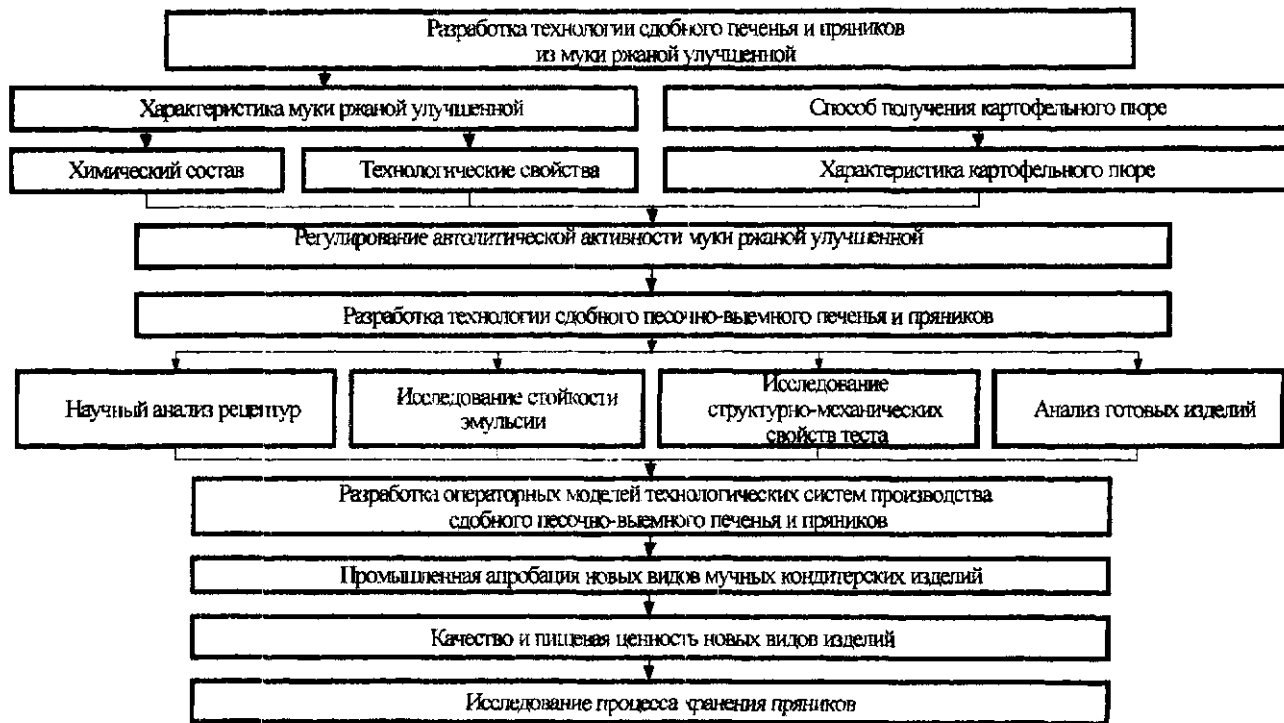 Разработка технологии сдобного печенья и пряников
из муки ржаной улучшенной
Характеристика муки ржаной улучшенной
Способ получения картофельного пюре
Химический состав
Технологические свойства
Характеристика картофельного пюре
Регулирование автолитической активности муки ржаной улучшенной
Разработка технологии сдобного песочно-выемного печенья и пряников
Научный анализ рецептур
Исследование стойкости
эмульсии
Исследование
структурно-механических
свойств теста
Анализ готовых изделий
Разработка операторных моделей технологических систем производства
сдобного песочно-выемного печенья и пряников
Промышленная апробация новых видов мучных кондитерских изделий
Качество и пищевая ценность новых видов изделий
Исследование процесса хранения пряников